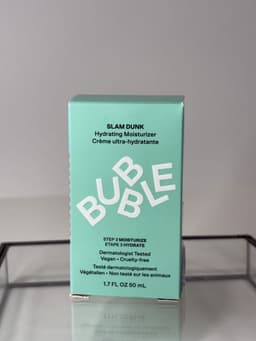 SLAM DUNK
Hydrating Moisturizer
Crème ultra-hydratante
BUBBLE
STEP 3 MOISTURIZE
ETAPE 3 HYDRATE
Dermatologist Tested
Vegan • Cruelty-free
Testé dermatologiquement
Végétalien • Non testé sur les animaux
1.7 FL OZ 50 mL